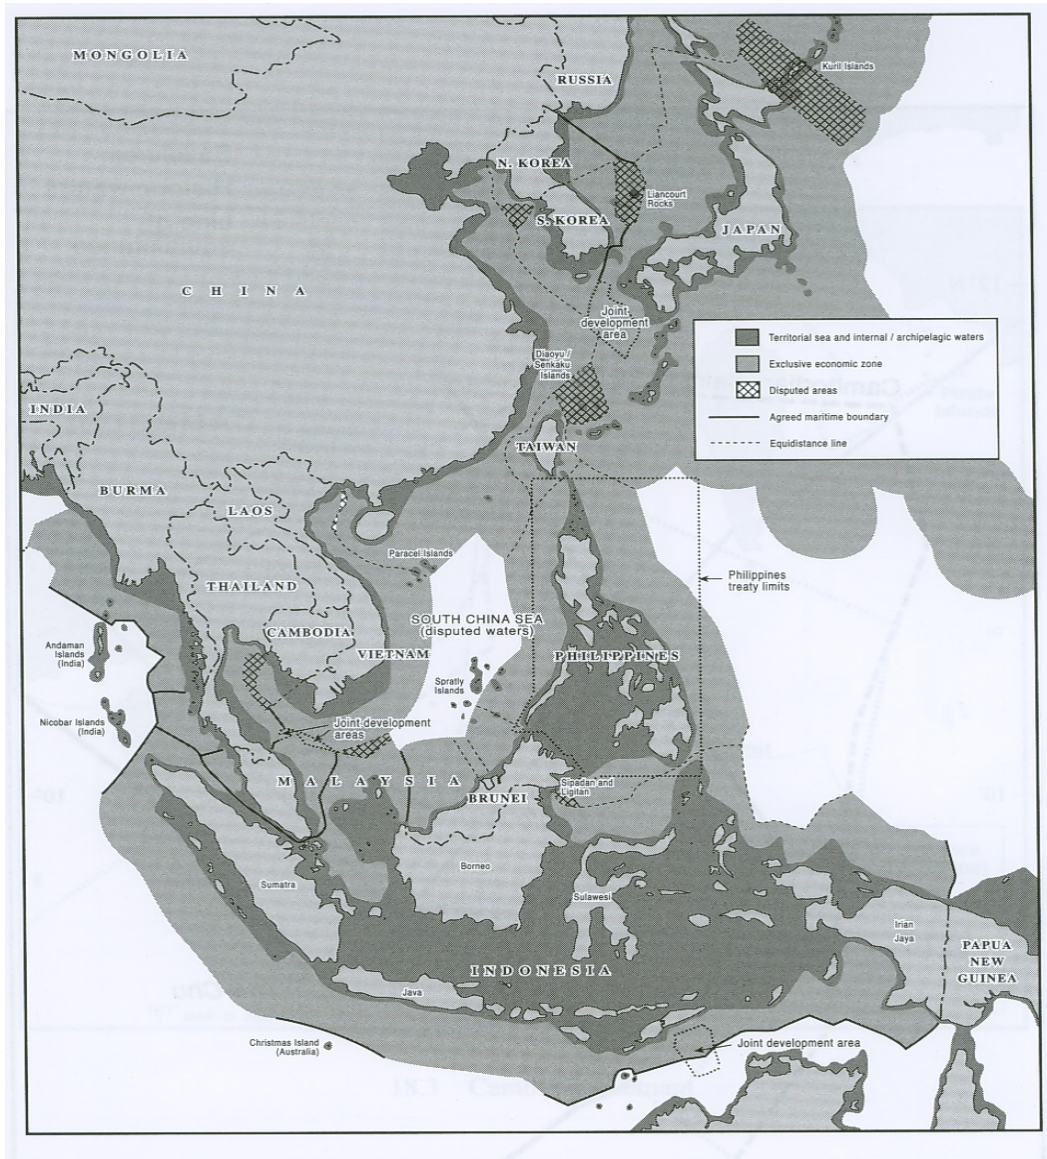 MONGOLIA
RUSSIA
Kuril Islands
N. KOREA
Liancourt
Rocks
S. KOREA
JAPAN
CHINA
Joint
development
area
Territorial sea and internal / archipelagic waters
Exclusive economic zone
Disputed areas
Agreed maritime boundary
Equidistance line
Diaoyu /
Senkaku
Islands
INDIA
TAIWAN
BURMA
LAOS
Paracel Islands
THAILAND
Philippines
treaty limits
SOUTH CHINA SEA
(disputed waters)
CAMBODIA
VIETNAM
PHILIPPINES
Andaman
Islands
(India)
Spratly
Islands
Nicobar Islands
(India)
Joint development
areas
MALAYSIA
BRUNEI
Sipadan and
Ligitan
Borneo
Sumatra
Sulawesi
Irian
Jaya
PAPUA
NEW
GUINEA
INDONESIA
Java
Christmas Island
(Australia)
Joint development area